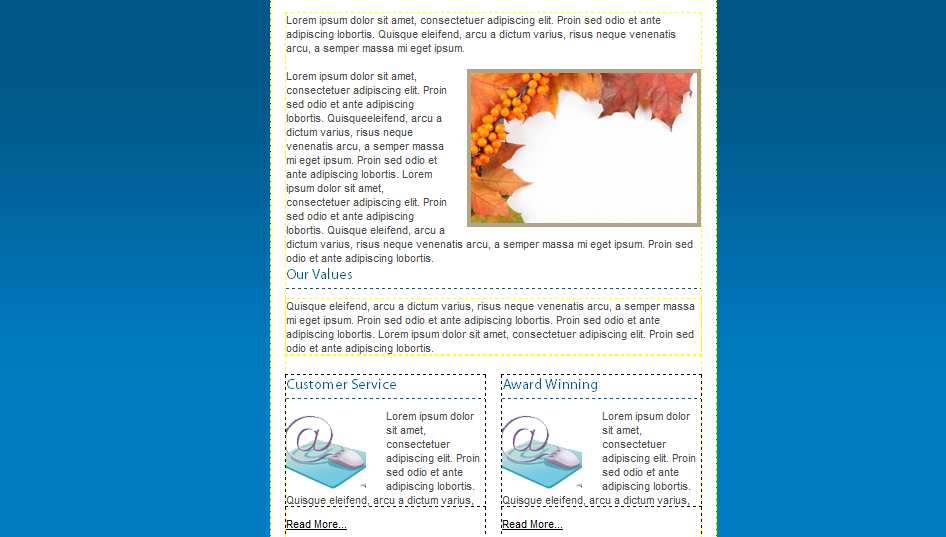 Lorem ipsum dolor sit amet, consectetuer adipiscing elit. Proin sed odio et ante
adipiscing lobortis. Quisque eleifend, arcu a dictum varius, risus neque venenatis
arcu, a semper massa mi eget ipsum.
Lorem ipsum dolor sit amet,
consectetuer adipiscing elit. Proin
sed odio et ante adipiscing
lobortis. Quisqueeleifend, arcu a
dictum varius, risus neque
venenatis arcu, a semper massa
mi eget ipsum. Proin sed odio et
ante adipiscing lobortis. Lorem
ipsum dolor sit amet,
consectetuer adipiscing elit. Proin
sed odio et ante adipiscing
lobortis. Quisque eleifend, arcu a
dictum varius, risus neque venenatis arcu, a semper massa mi eget ipsum. Proin sed
odio et ante adipiscing lobortis.
Our Values
Quisque eleifend, arcu a dictum varius, risus neque venenatis arcu, a semper massa
mi eget ipsum. Proin sed odio et ante adipiscing lobortis. Proin sed odio et ante
adipiscing lobortis. Lorem ipsum dolor sit amet, consectetuer adipiscing elit. Proin sed
odio et ante adipiscing lobortis.
Customer Service
@
Lorem ipsum dolor
sit amet,
consectetuer
adipiscing elit. Proin
sed odio et ante
adipiscing lobortis.
Quisque eleifend, arcu a dictum varius,
Read More...
Award Winning
@
Lorem ipsum dolor
sit amet,
consectetuer
adipiscing elit. Proin
sed odio et ante
adipiscing lobortis.
Quisque eleifend, arcu a dictum varius,
Read More...